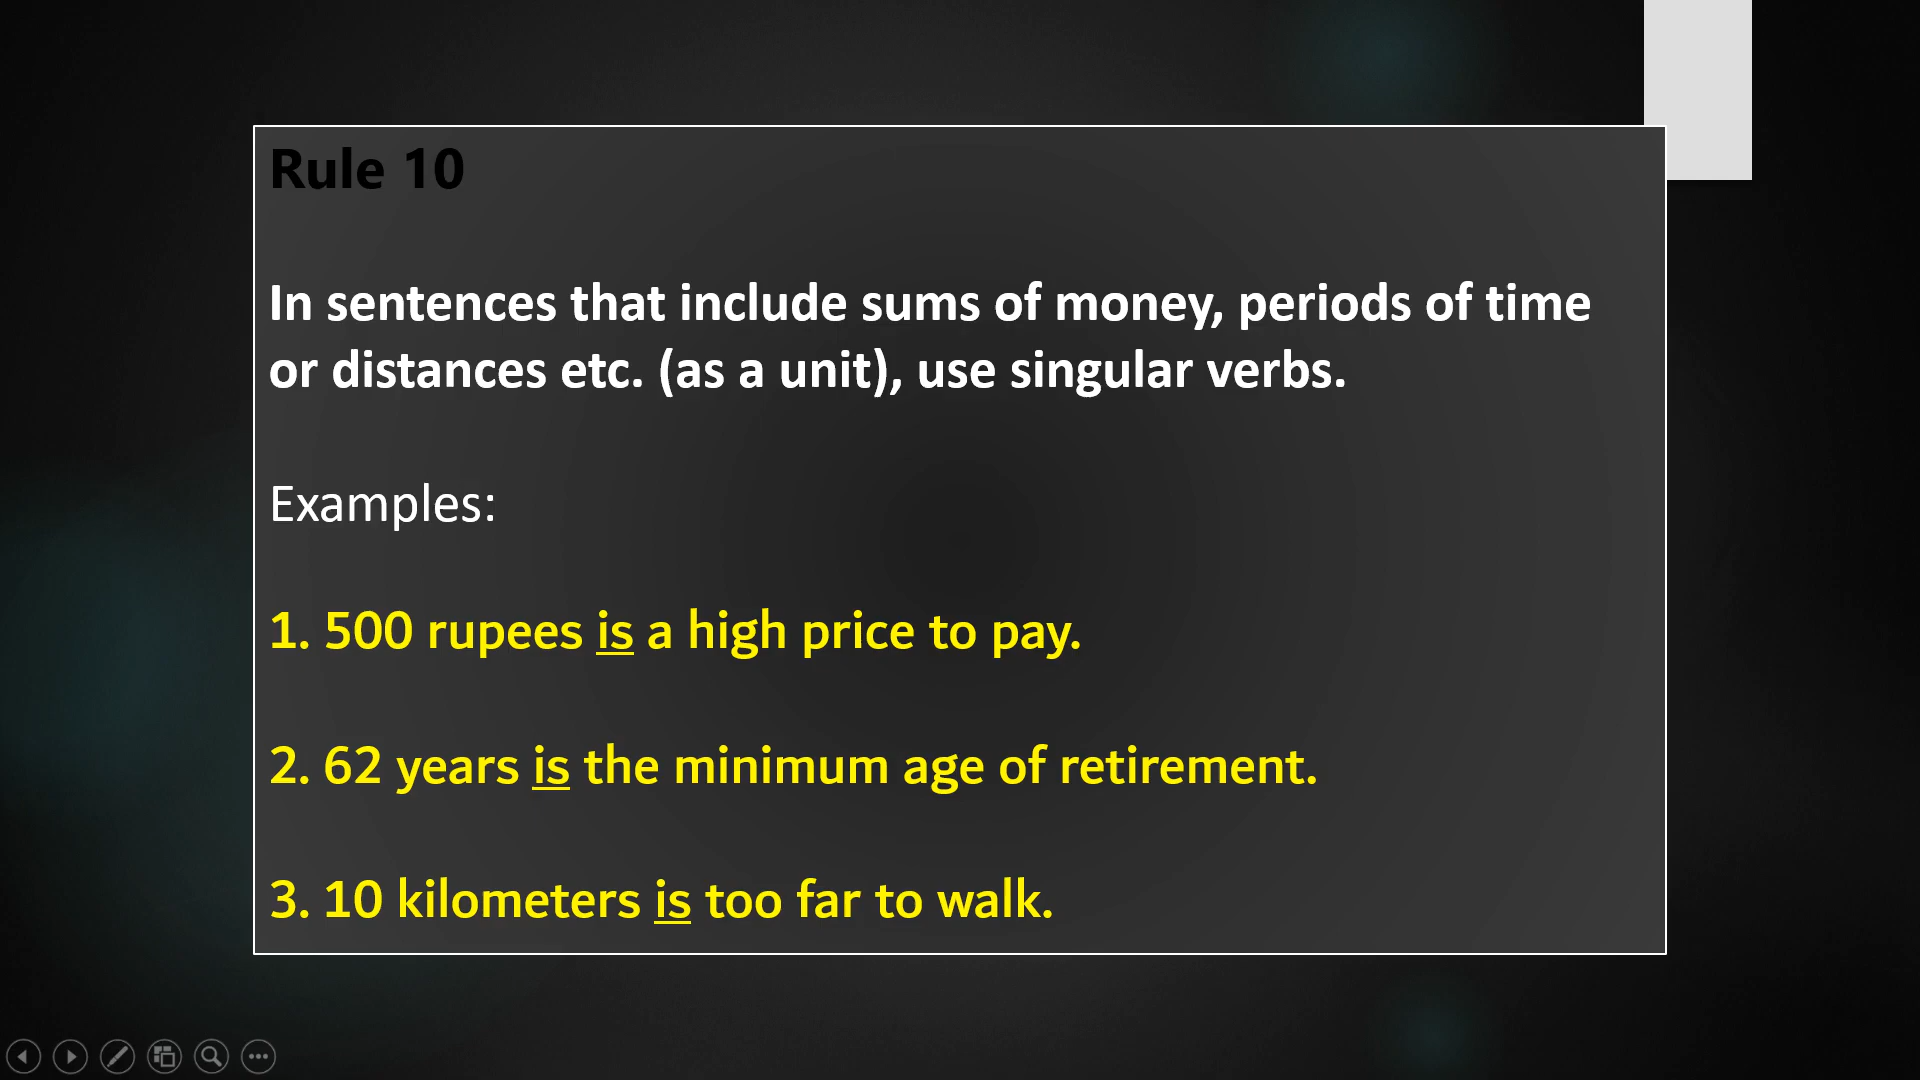 Rule 10
In sentences that include sums of money, periods of time
or distances etc. (as a unit), use singular verbs.
Examples:
1. 500 rupees is a high price to pay.
2. 62 years is the minimum age of retirement.
3. 10 kilometers is too far to walk.